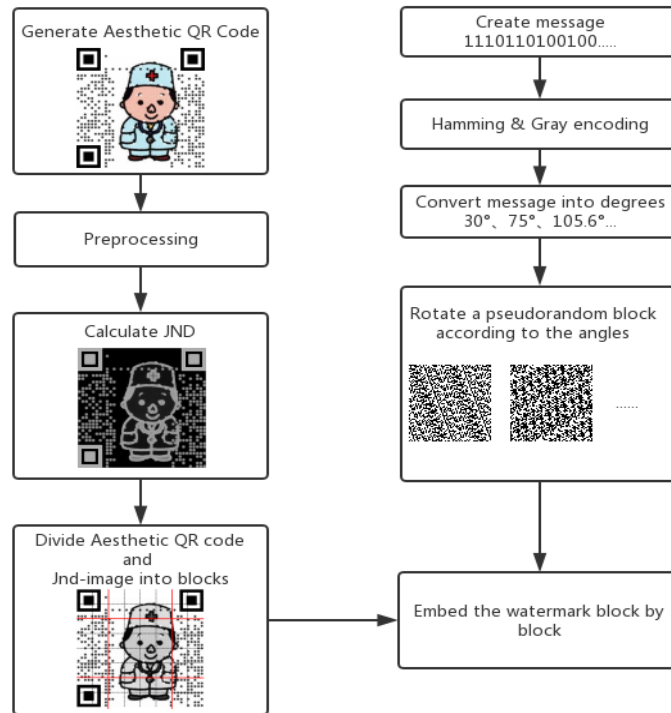 Generate Aesthetic QR Code
Preprocessing
Calculate JND
Divide Aesthetic QR code
and
Jnd-image into blocks
Create message
1110110100100.....
Hamming & Gray encoding
Convert message into degrees
30°、75°、105.6°...
Rotate a pseudorandom block
according to the angles
......
Embed the watermark block by
block